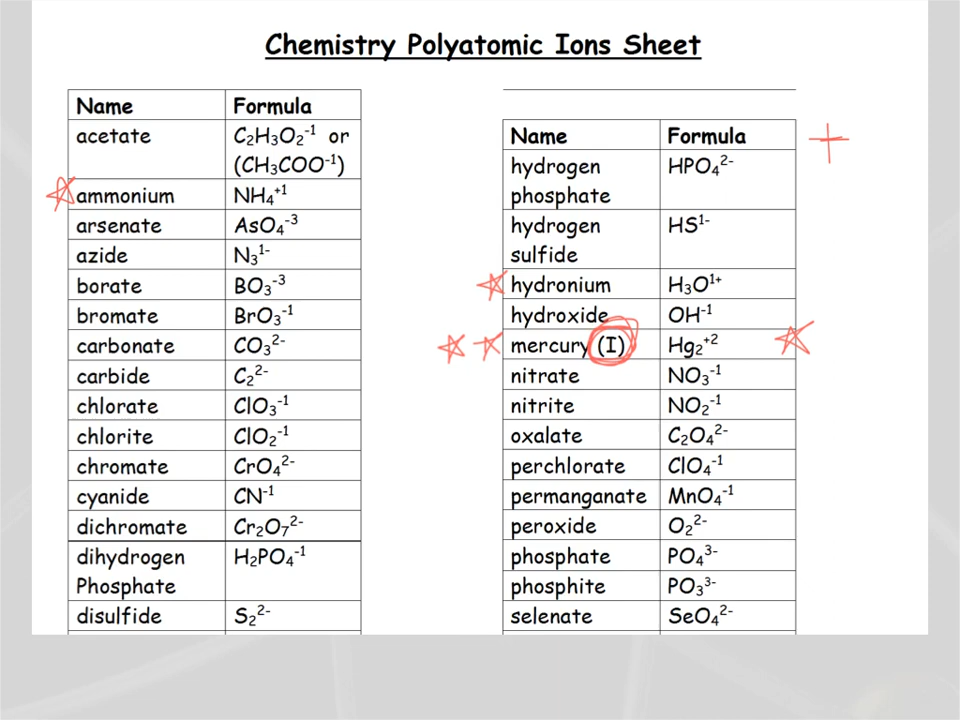 Chemistry Polyatomic Ions Sheet
Name Formula
acetate C₂H₃O₂⁻¹ or
(CH₃COO⁻¹)
ammonium NH₄⁺¹
arsenate AsO₄⁻³
azide N₃¹⁻
borate BO₃⁻³
bromate BrO₃⁻¹
carbonate CO₃²⁻
carbide C₂²⁻
chlorate ClO₃⁻¹
chlorite ClO₂⁻¹
chromate CrO₄²⁻
cyanide CN⁻¹
dichromate Cr₂O₇²⁻
dihydrogen H₂PO₄⁻¹
Phosphate
disulfide S₂²⁻
Name Formula
+
hydrogen HPO₄²⁻
phosphate
hydrogen HS¹⁻
sulfide
hydronium H₃O¹⁺
hydroxide OH⁻¹
mercury (I) Hg₂⁺²
nitrate NO₃⁻¹
nitrite NO₂⁻¹
oxalate C₂O₄²⁻
perchlorate ClO₄⁻¹
permanganate MnO₄⁻¹
peroxide O₂²⁻
phosphate PO₄³⁻
phosphite PO₃³⁻
selenate SeO₄²⁻